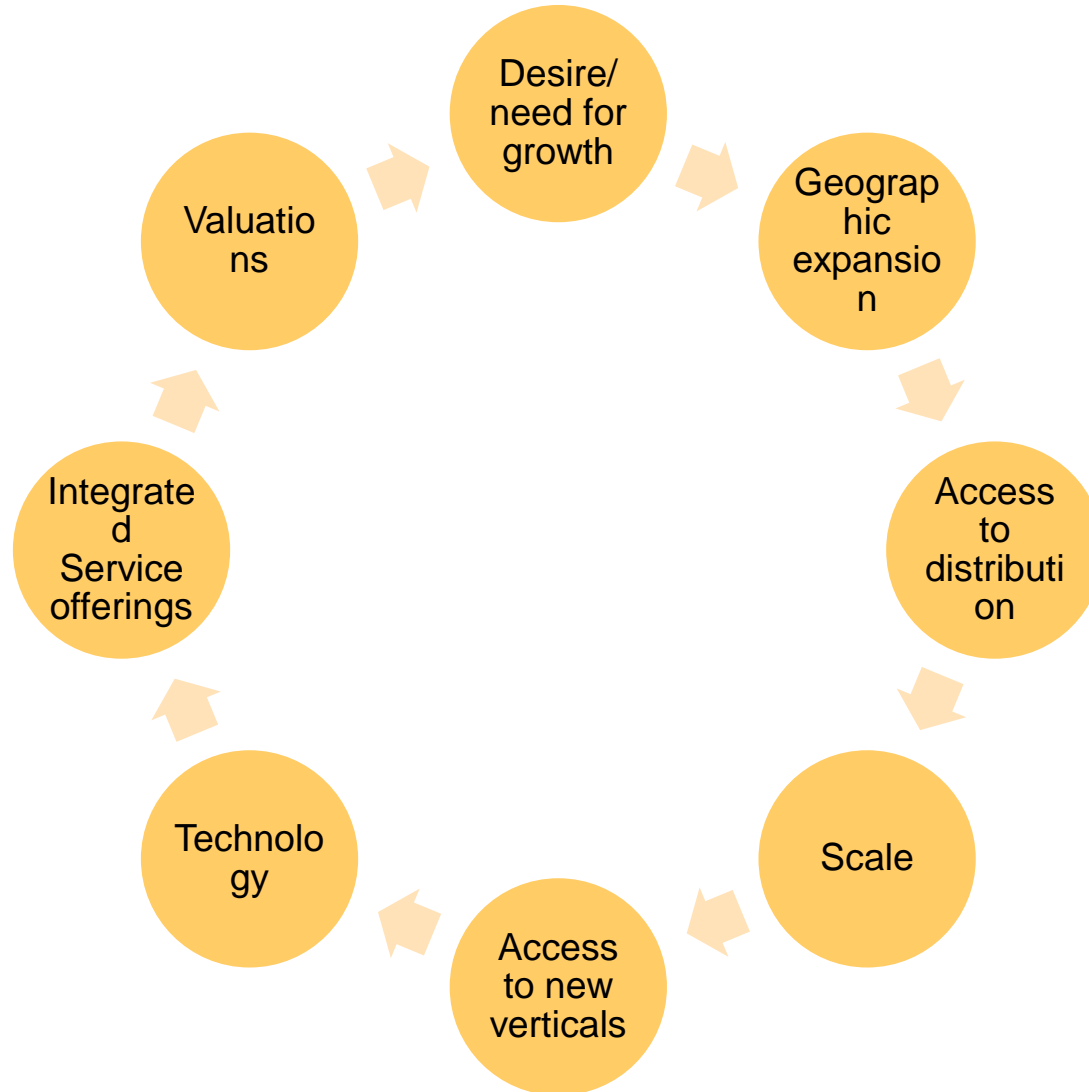 Desire/
need for
growth
Geograp
hic
expansio
n
Access
to
distributi
on
Scale
Access
to new
verticals
Technolo
gy
Integrate
d
Service
offerings
Valuatio
ns